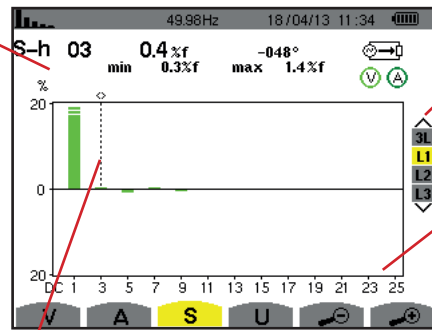 49.98Hz 18/04/13 11:34
S-h 03 0.4%f -048°
min 0.3%f max 1.4%f
V A
%
20
0
20
3L
L1
L2
L3
DC 1 3 5 7 9 11 13 15 17 19 21 23 25
V A S U